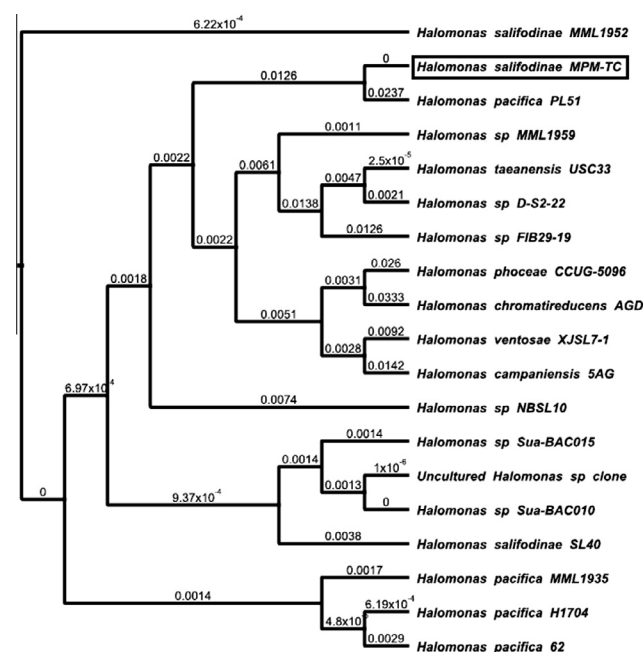 6.22x10-4
Halomonas salifodinae MML1952
0
Halomonas salifodinae MPM-TC
0.0126
0.0237
Halomonas pacifica PL51
0.0011
Halomonas sp MML1959
0.0022
0.0061
2.5x10-5
Halomonas taeanensis USC33
0.0047
0.0138
0.0021
Halomonas sp D-S2-22
0.0126
Halomonas sp FIB29-19
0.0022
0.026
Halomonas phoceae CCUG-5096
0.0018
0.0031
0.0333
Halomonas chromatireducens AGD
0.0051
0.0092
Halomonas ventosae XJSL7-1
0.0028
0.0142
Halomonas campaniensis 5AG
6.97x10-4
0.0074
Halomonas sp NBSL10
0.0014
Halomonas sp Sua-BAC015
0.0014
1x10-6
Uncultured Halomonas sp clone
0.0013
0
9.37x10-4
0
Halomonas sp Sua-BAC010
0.0038
Halomonas salifodinae SL40
0.0017
Halomonas pacifica MML1935
0.0014
6.19x10-4
Halomonas pacifica H1704
4.8x10
0.0029
Halomonas pacifica 62